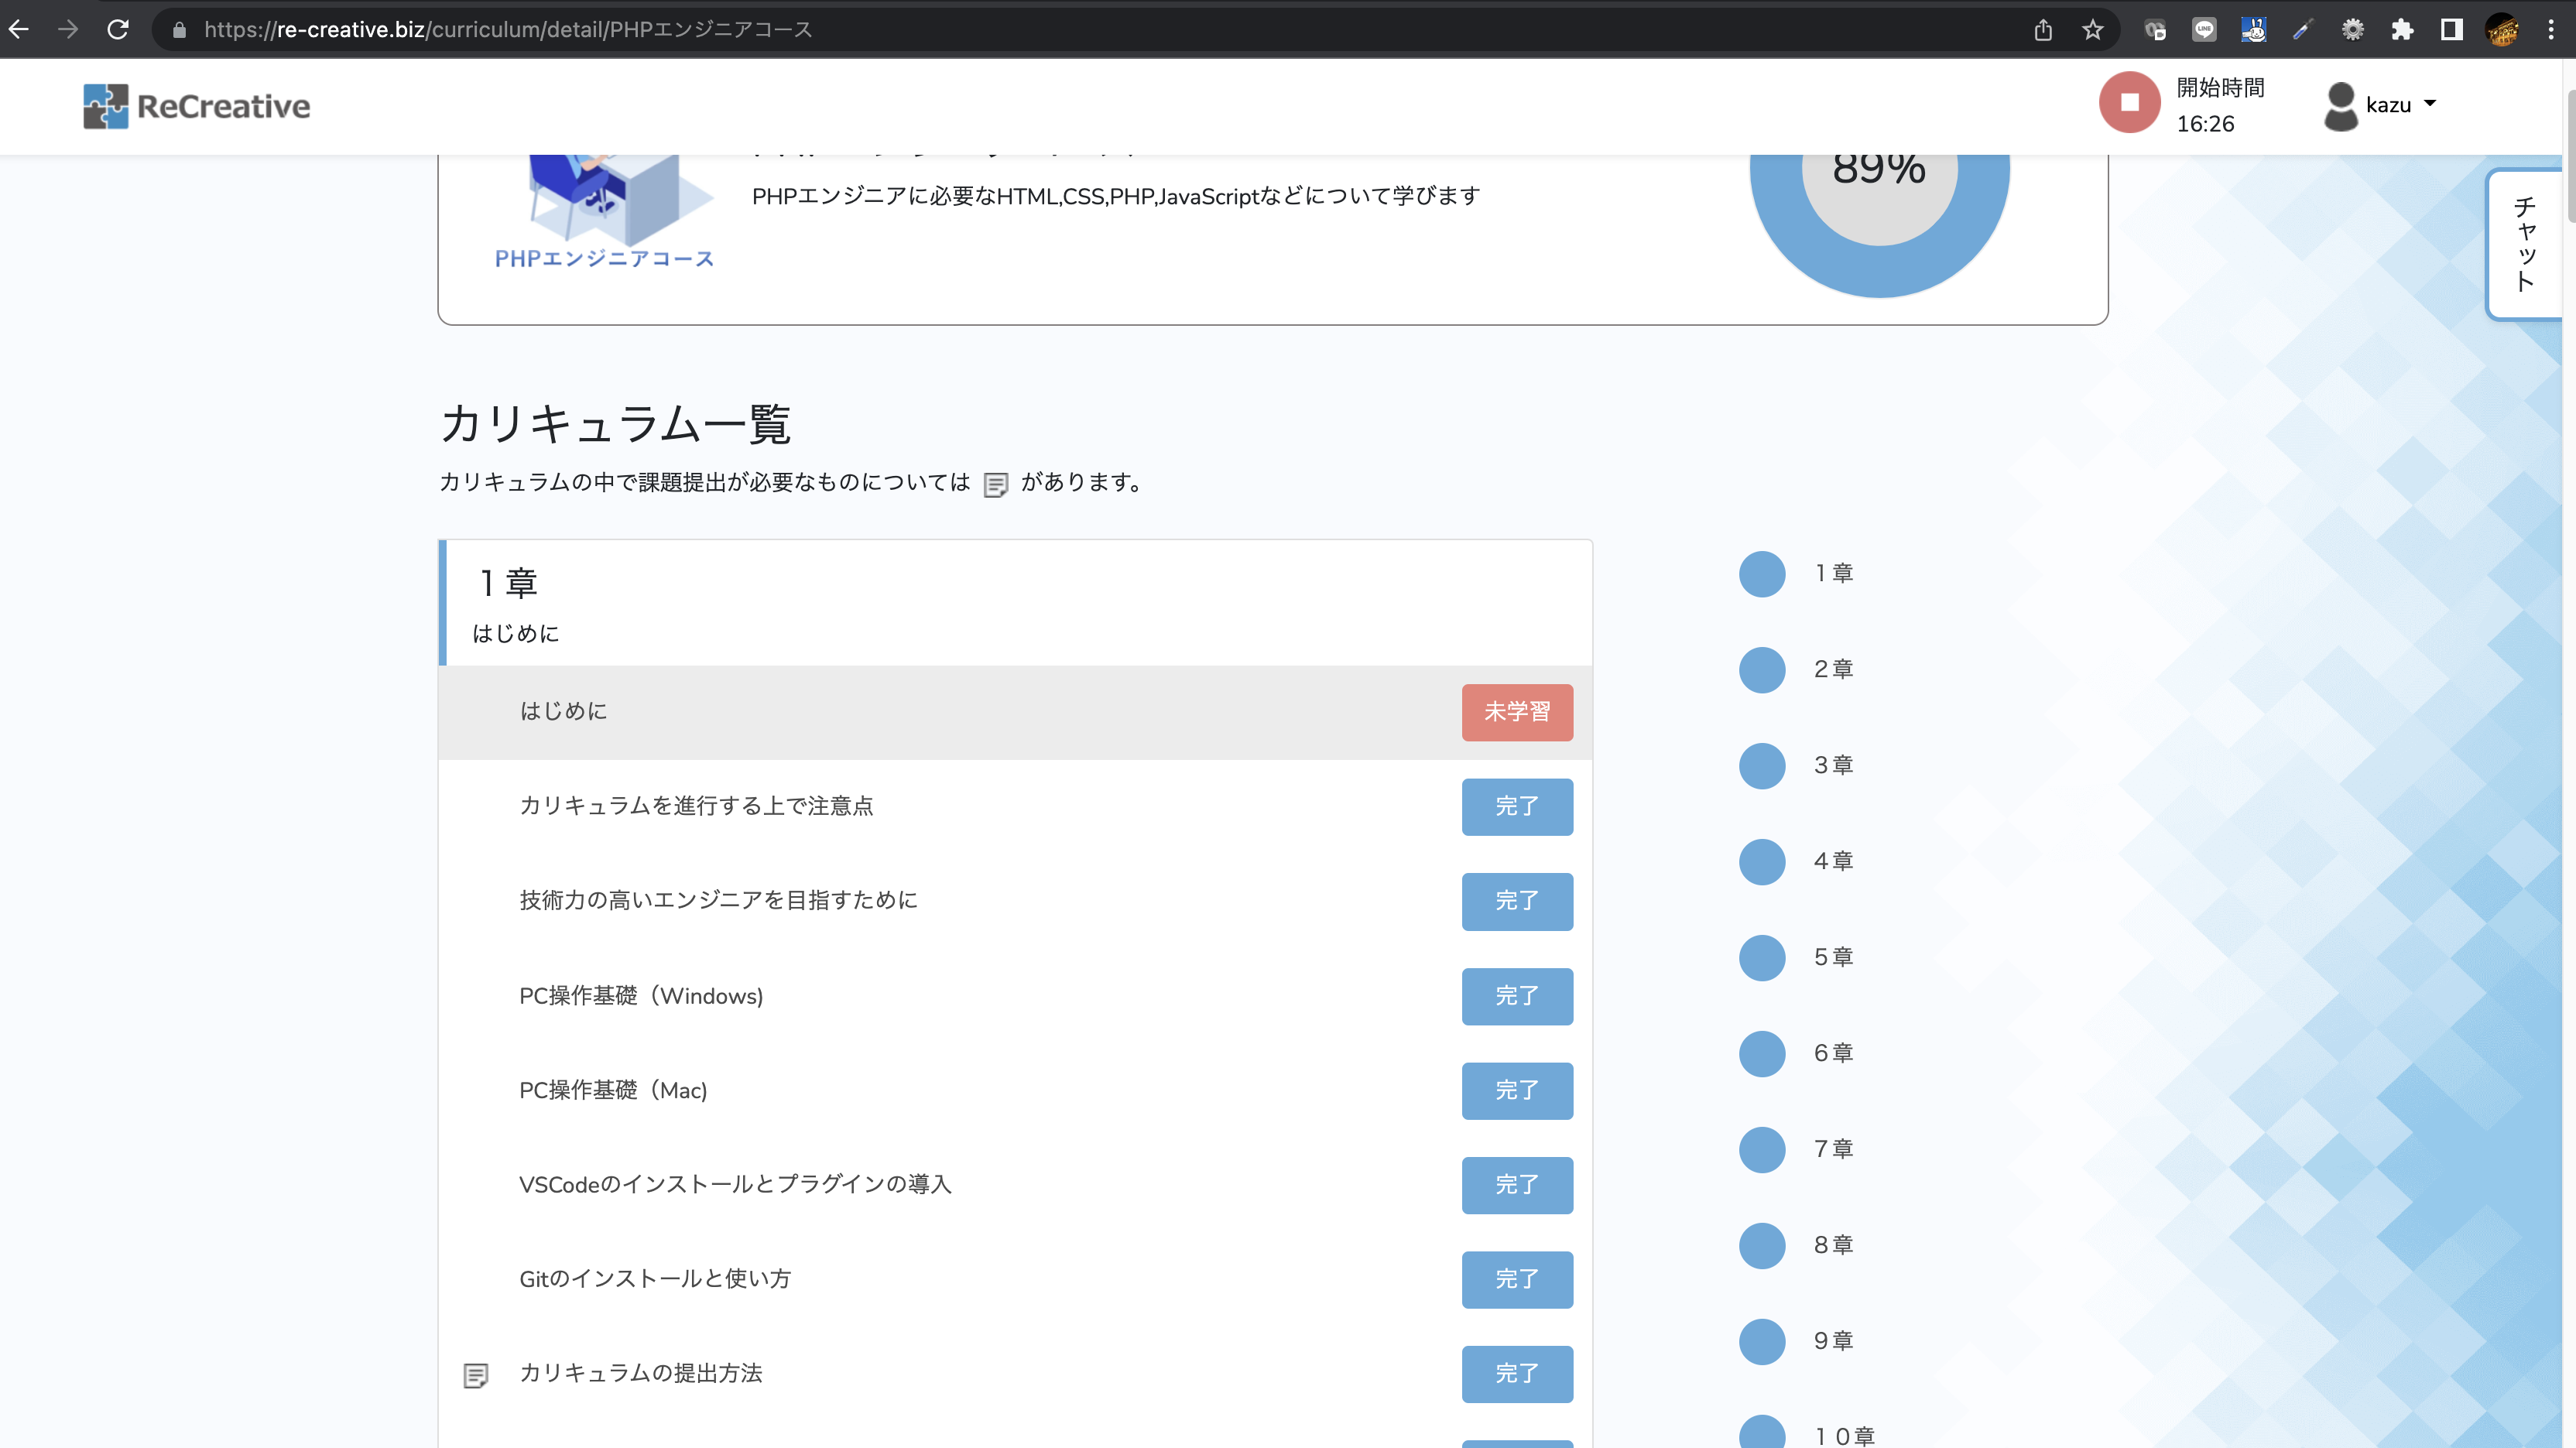 https://re-creative.biz/curriculum/detail/PHPエンジニアコース
ReCreative
開始時間
16:26
kazu
89%
PHPエンジニアに必要なHTML,CSS,PHP,JavaScriptなどについて学びます
PHPエンジニアコース
チャット
カリキュラム一覧
カリキュラムの中で課題提出が必要なものについては があります。
１章
はじめに
はじめに 未学習
カリキュラムを進行する上で注意点 完了
技術力の高いエンジニアを目指すために 完了
PC操作基礎（Windows) 完了
PC操作基礎（Mac) 完了
VSCodeのインストールとプラグインの導入 完了
Gitのインストールと使い方 完了
カリキュラムの提出方法 完了
１章
２章
３章
４章
５章
６章
７章
８章
９章
１０章